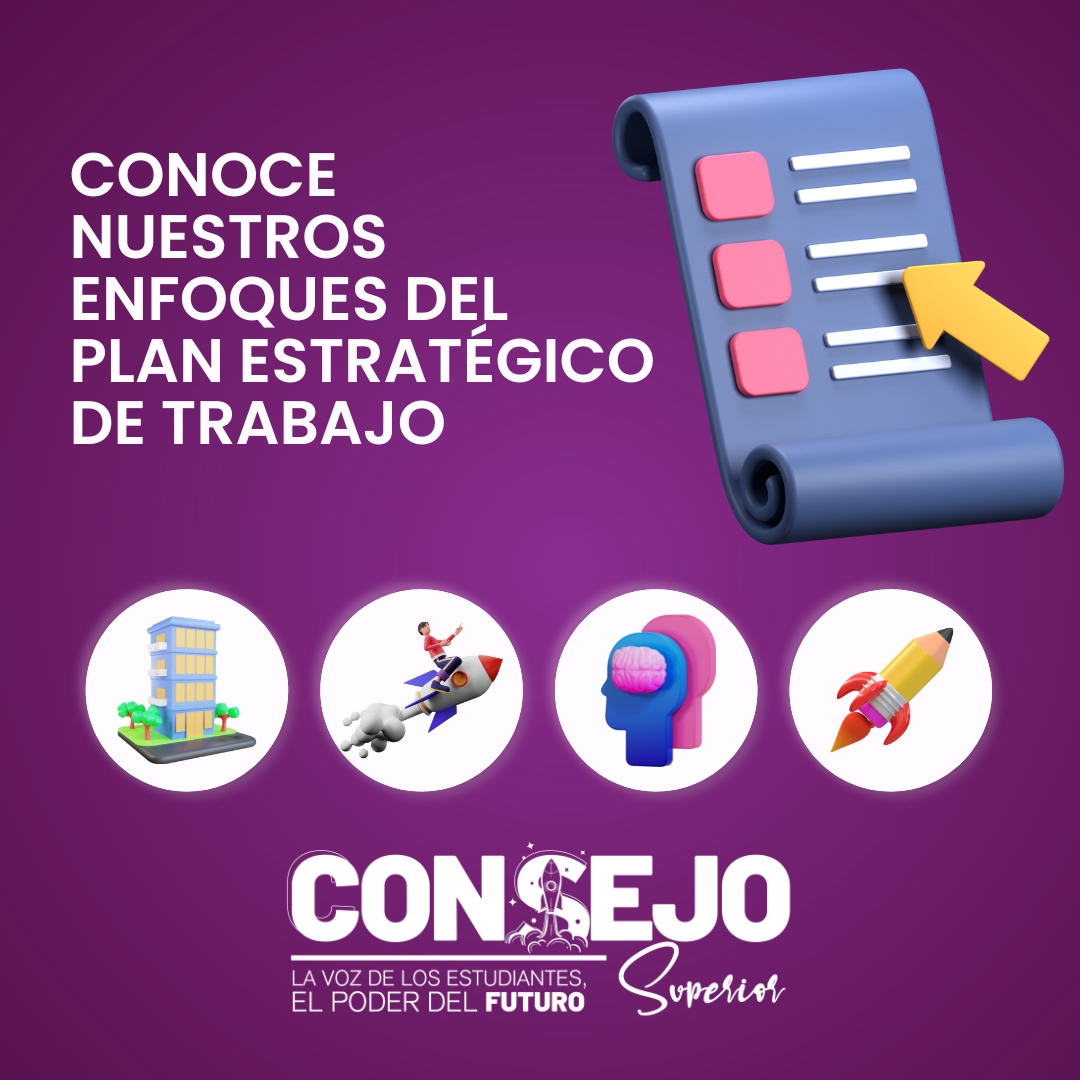 CONOCE
NUESTROS
ENFOQUES DEL
PLAN ESTRATÉGICO
DE TRABAJO
CONSEJO
Superior
LA VOZ DE LOS ESTUDIANTES,
EL PODER DEL FUTURO